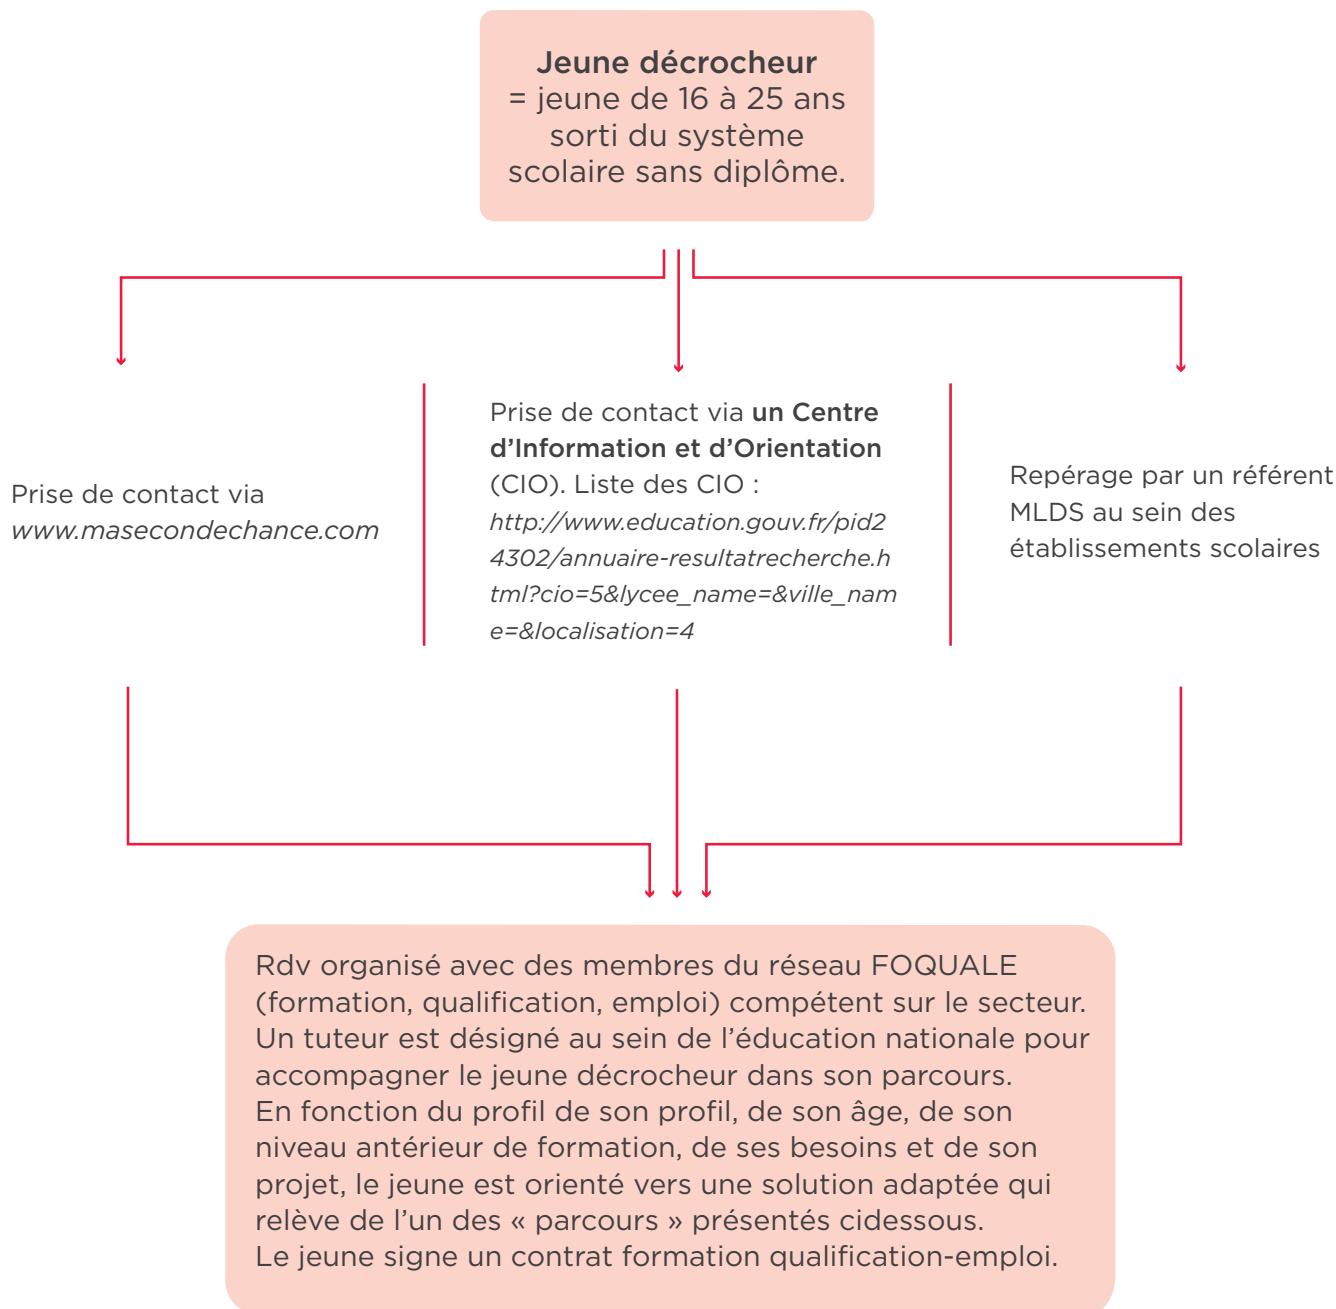 Jeune décrocheur
= jeune de 16 à 25 ans
sorti du système
scolaire sans diplôme.
Prise de contact via
www.masecondechance.com
Prise de contact via un Centre
d’Information et d’Orientation
(CIO). Liste des CIO :
http://www.education.gouv.fr/pid2
4302/annuaire-resultatrecherche.h
tml?cio=5&lycee_name=&ville_nam
e=&localisation=4
Repérage par un référent
MLDS au sein des
établissements scolaires
Rdv organisé avec des membres du réseau FOQUALE
(formation, qualification, emploi) compétent sur le secteur.
Un tuteur est désigné au sein de l’éducation nationale pour
accompagner le jeune décrocheur dans son parcours.
En fonction du profil de son profil, de son âge, de son
niveau antérieur de formation, de ses besoins et de son
projet, le jeune est orienté vers une solution adaptée qui
relève de l’un des « parcours » présentés cidessous.
Le jeune signe un contrat formation qualification-emploi.